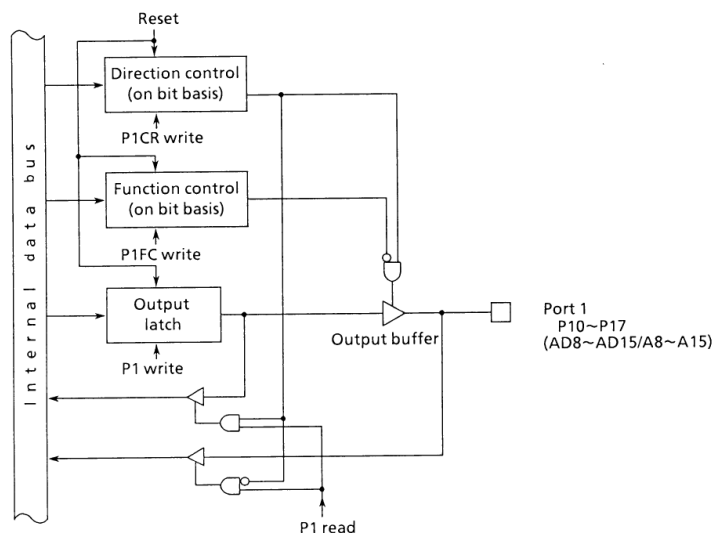 Reset
Internal data bus
Direction control
(on bit basis)
P1CR write
Function control
(on bit basis)
P1FC write
Output
latch
P1 write
Output buffer
Port 1
P10~P17
(AD8~AD15/A8~A15)
P1 read